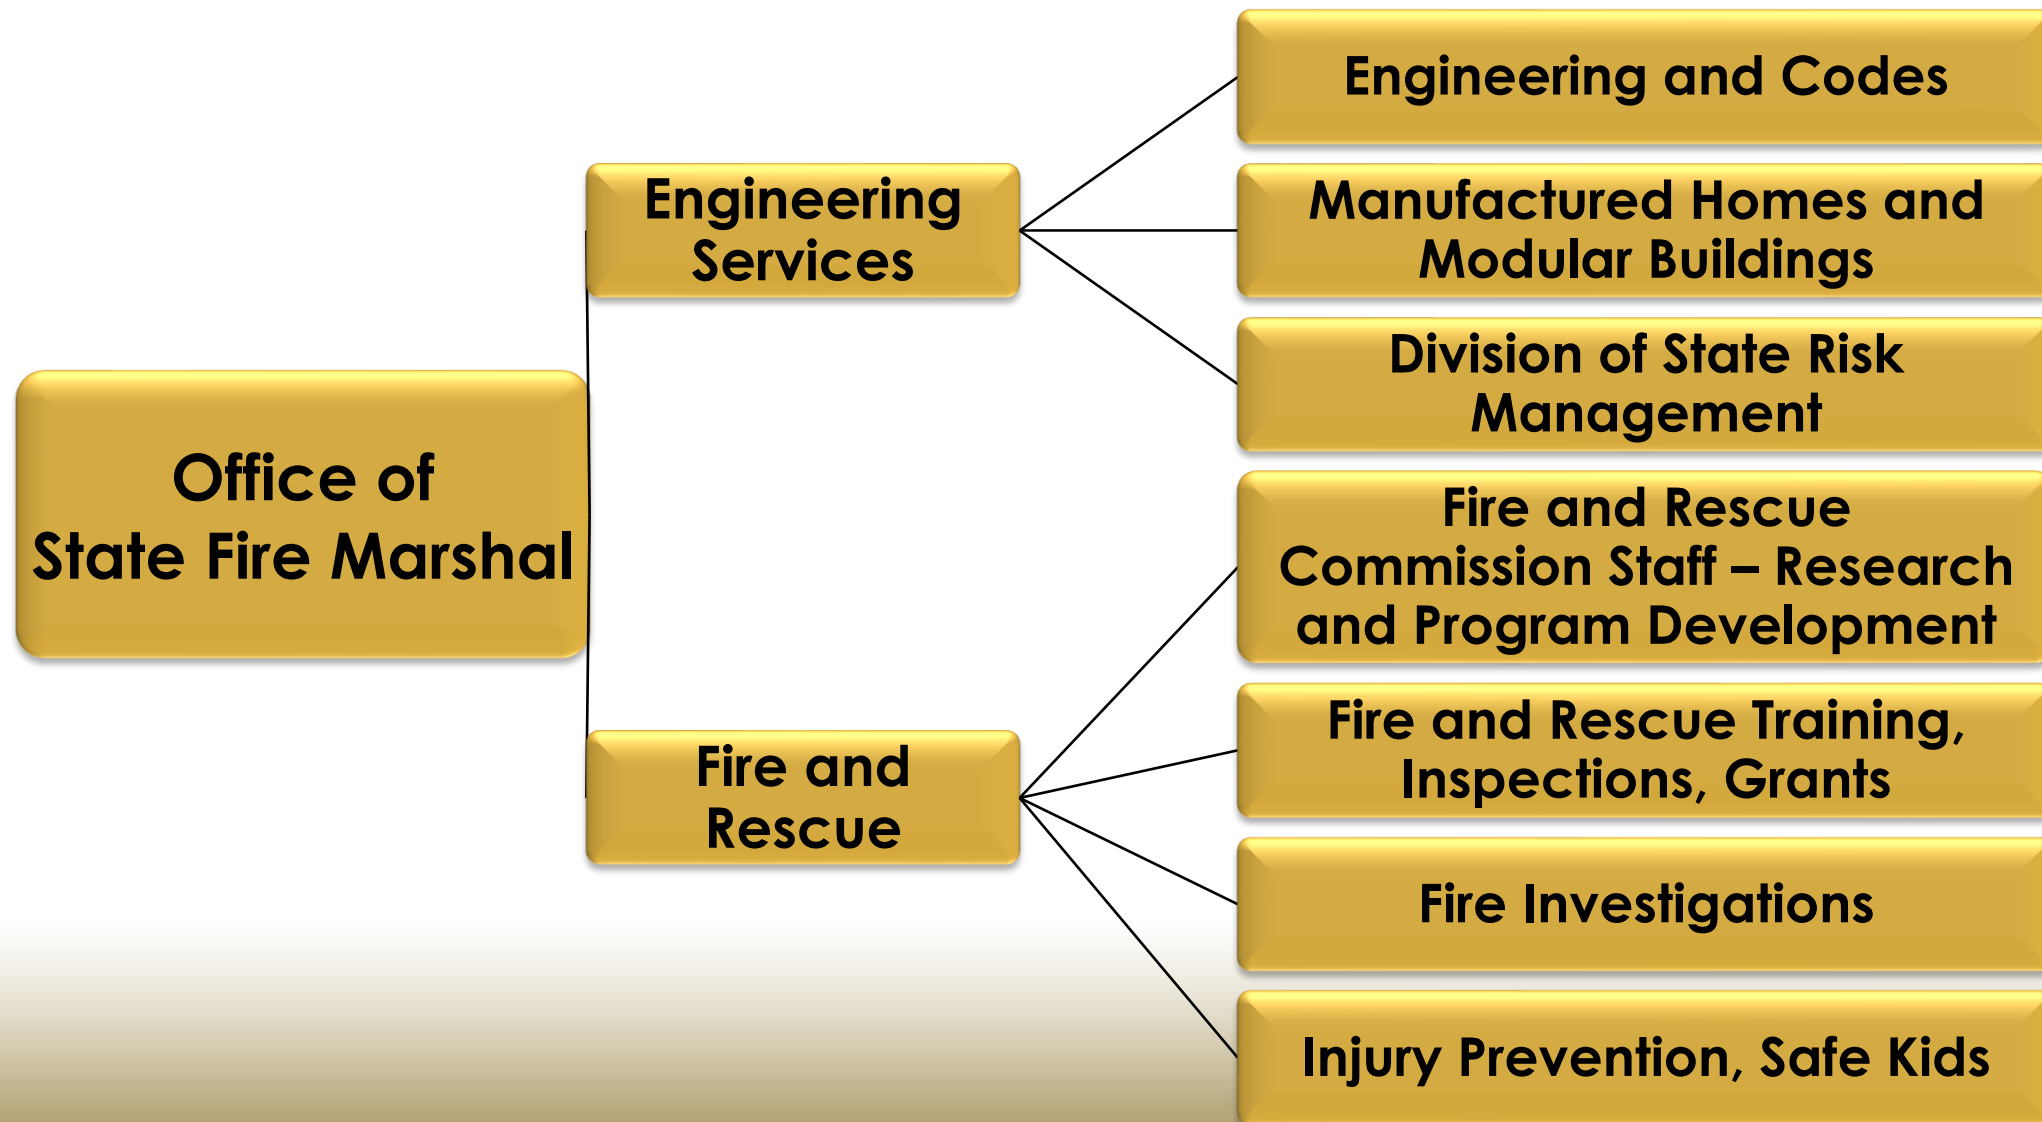 Office of
State Fire Marshal
Engineering
Services
Fire and
Rescue
Engineering and Codes
Manufactured Homes and
Modular Buildings
Division of State Risk
Management
Fire and Rescue
Commission Staff – Research
and Program Development
Fire and Rescue Training,
Inspections, Grants
Fire Investigations
Injury Prevention, Safe Kids